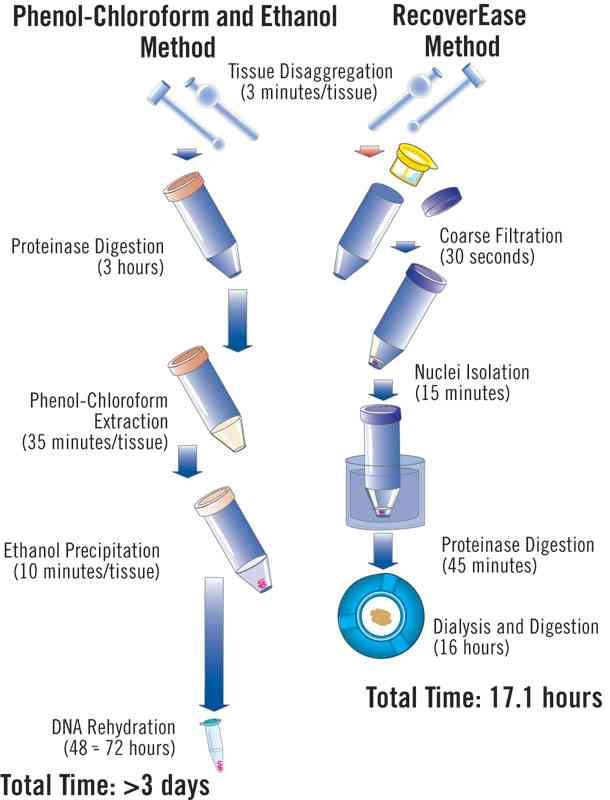 Phenol-Chloroform and Ethanol
Method
RecoverEase
Method
Tissue Disaggregation
(3 minutes/tissue)
Proteinase Digestion
(3 hours)
Phenol-Chloroform
Extraction
(35 minutes/tissue)
Ethanol Precipitation
(10 minutes/tissue)
DNA Rehydration
(48 - 72 hours)
Total Time: >3 days
Coarse Filtration
(30 seconds)
Nuclei Isolation
(15 minutes)
Proteinase Digestion
(45 minutes)
Dialysis and Digestion
(16 hours)
Total Time: 17.1 hours